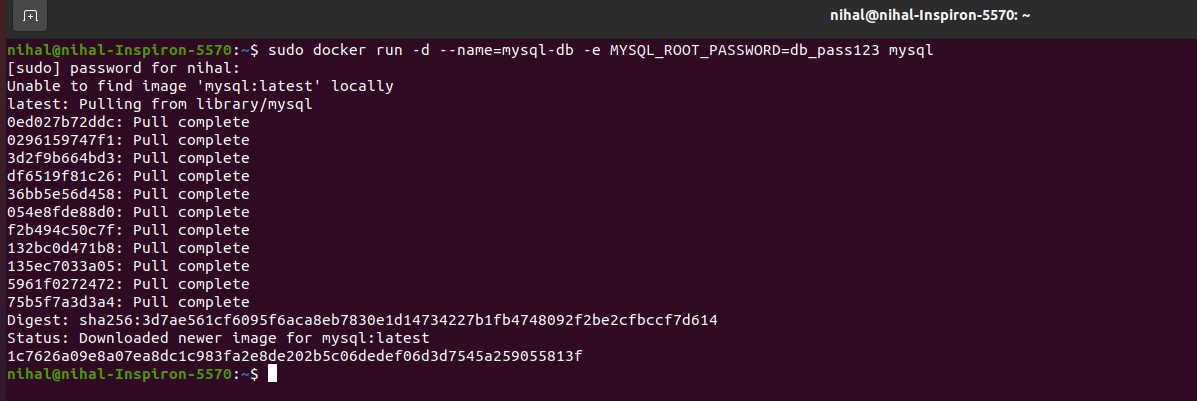 nihal@nihal-Inspiron-5570: ~
nihal@nihal-Inspiron-5570:~$ sudo docker run -d --name=mysql-db -e MYSQL_ROOT_PASSWORD=db_pass123 mysql
[sudo] password for nihal:
Unable to find image 'mysql:latest' locally
latest: Pulling from library/mysql
0ed027b72ddc: Pull complete
0296159747f1: Pull complete
3d2f9b664bd3: Pull complete
df6519f81c26: Pull complete
36bb5e56d458: Pull complete
054e8fde88d0: Pull complete
f2b494c50c7f: Pull complete
132bc0d471b8: Pull complete
135ec7033a05: Pull complete
5961f0272472: Pull complete
75b5f7a3d3a4: Pull complete
Digest: sha256:3d7ae561cf6095f6aca8eb7830e1d14734227b1fb4748092f2be2cfbccf7d614
Status: Downloaded newer image for mysql:latest
1c7626a09e8a07ea8dc1c983fa2e8de202b5c06dedef06d3d7545a259055813f
nihal@nihal-Inspiron-5570:~$